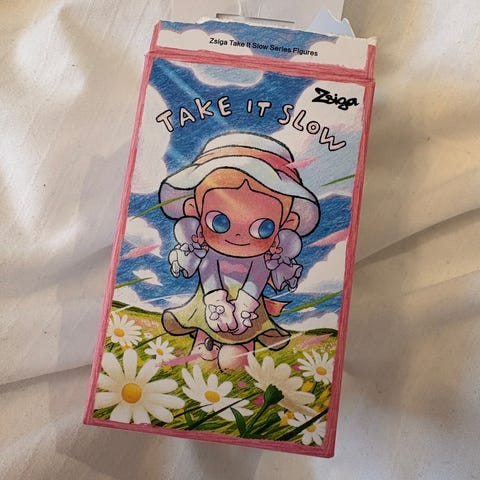 Zsiga Take It Slow Series Figures
Zsiga
TAKE IT SLOW